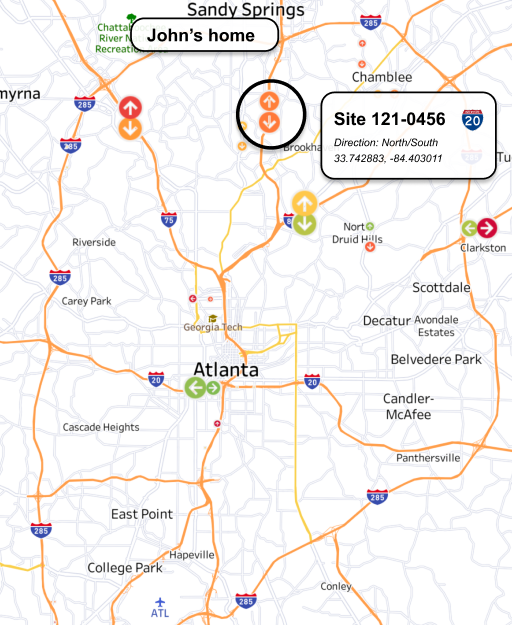 Sandy Springs
285
Chatta
River N
Recreatio
John's home
Chamblee
myrna
285
Site 121-0456
20
Direction: North/South
33.742883, -84.403011
285
Brookha
Tu
75
8
North
Druid Hills
Riverside
Clarkston
285
Scottdale
Carey Park
Decatur
Avondale
Estates
Georgia Tech
Belvedere Park
Atlanta
20
20
Candler-
McAfee
Cascade Heights
Panthersville
285
East Point
285
Hapeville
College Park
Conley
ATL
285